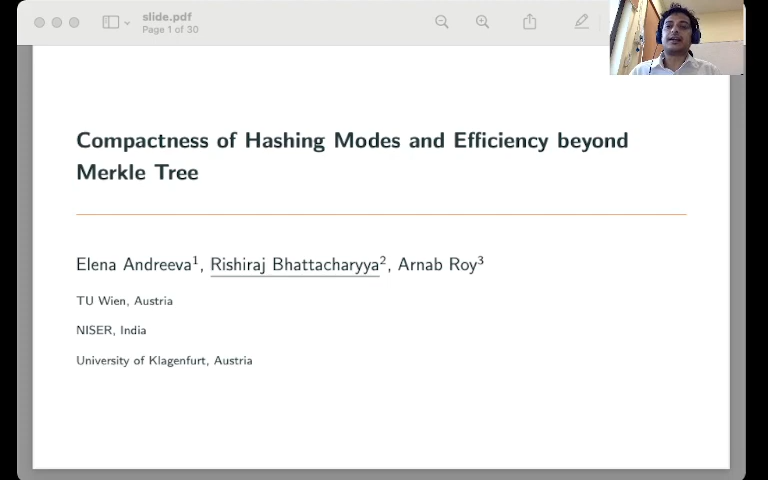 slide.pdf
Page 1 of 30
Compactness of Hashing Modes and Efficiency beyond
Merkle Tree
Elena Andreeva¹, Rishiraj Bhattacharyya², Arnab Roy³
TU Wien, Austria
NISER, India
University of Klagenfurt, Austria